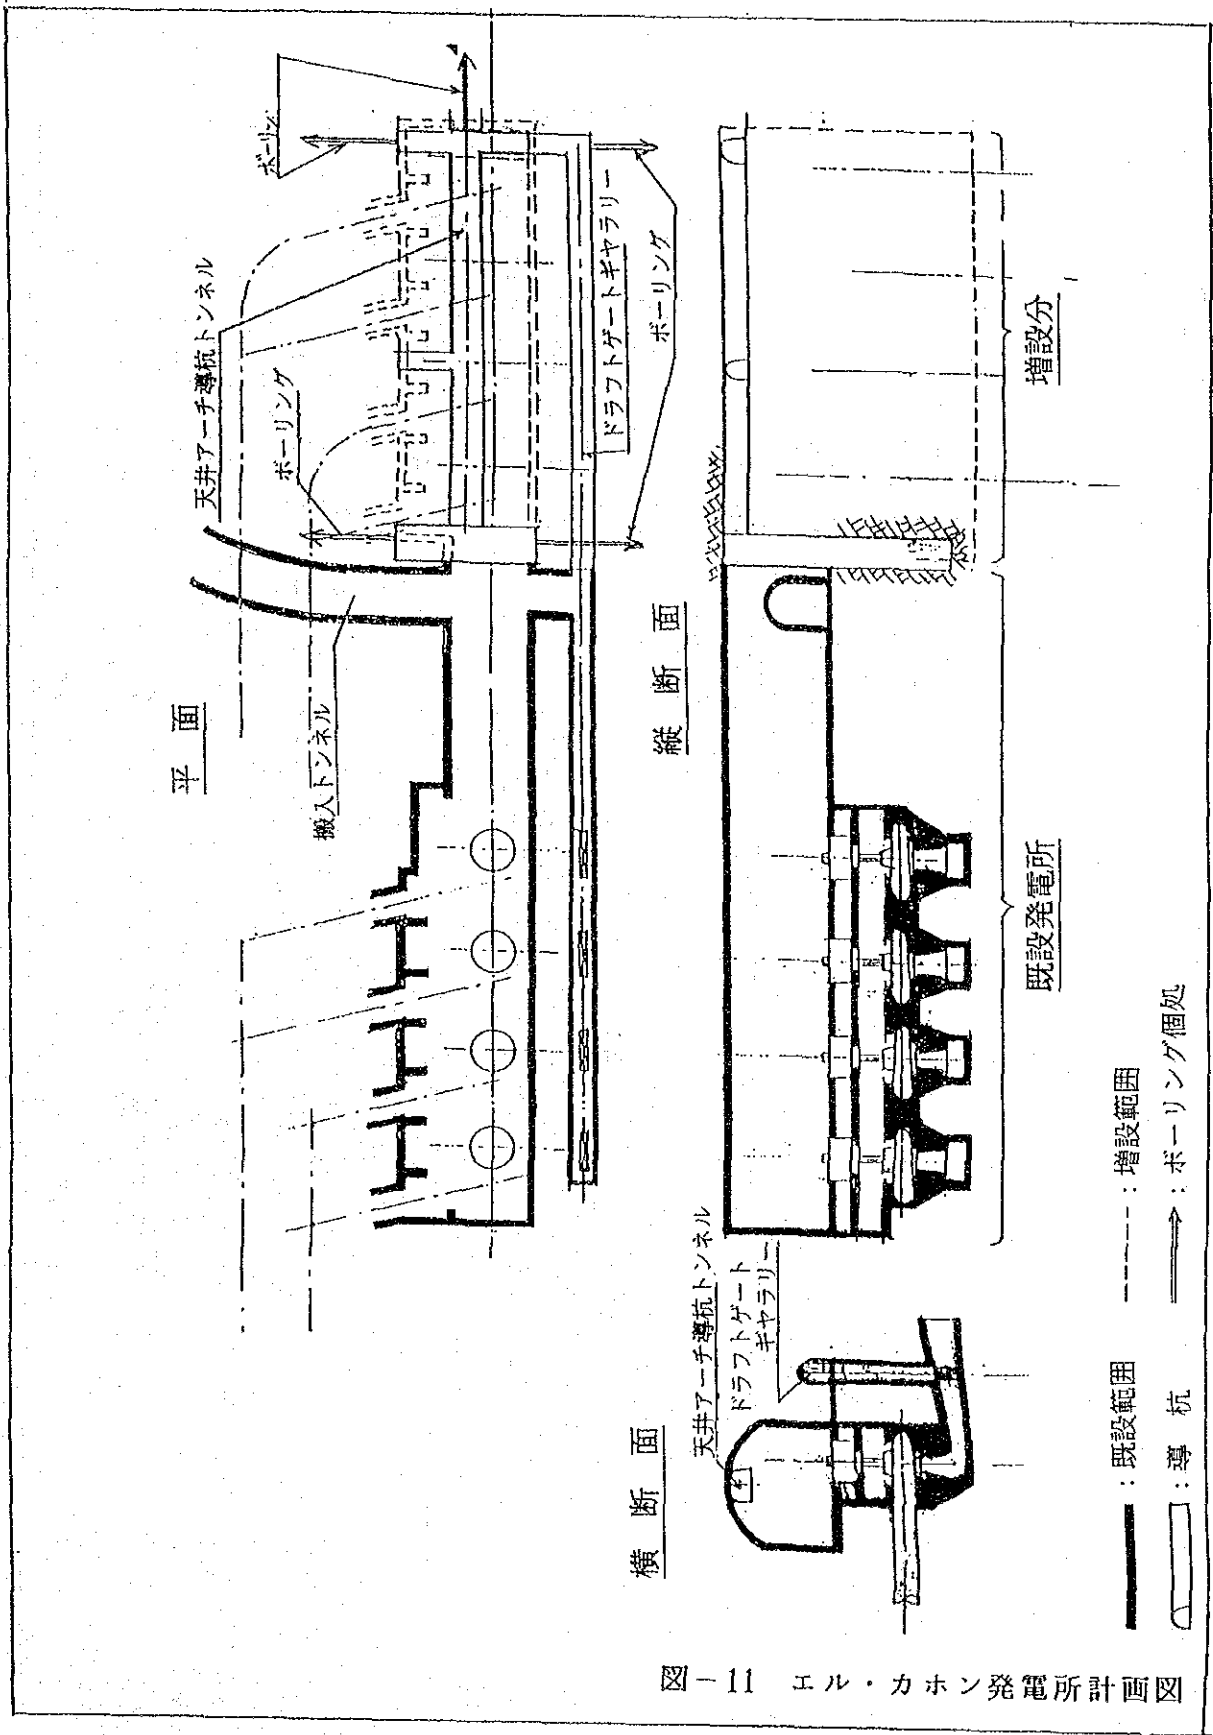 平面
ボーリング
天井アーチ導杭トンネル
ボーリング
搬入トンネル
ドラフトゲートギャラリー
ボーリング
縦断面
増設分
既設発電所
横断面
天井アーチ導杭トンネル
ドラフトゲート
ギャラリー
：既設範囲
：増設範囲
：導杭
：ボーリング個処
図－11 エル・カホン発電所計画図